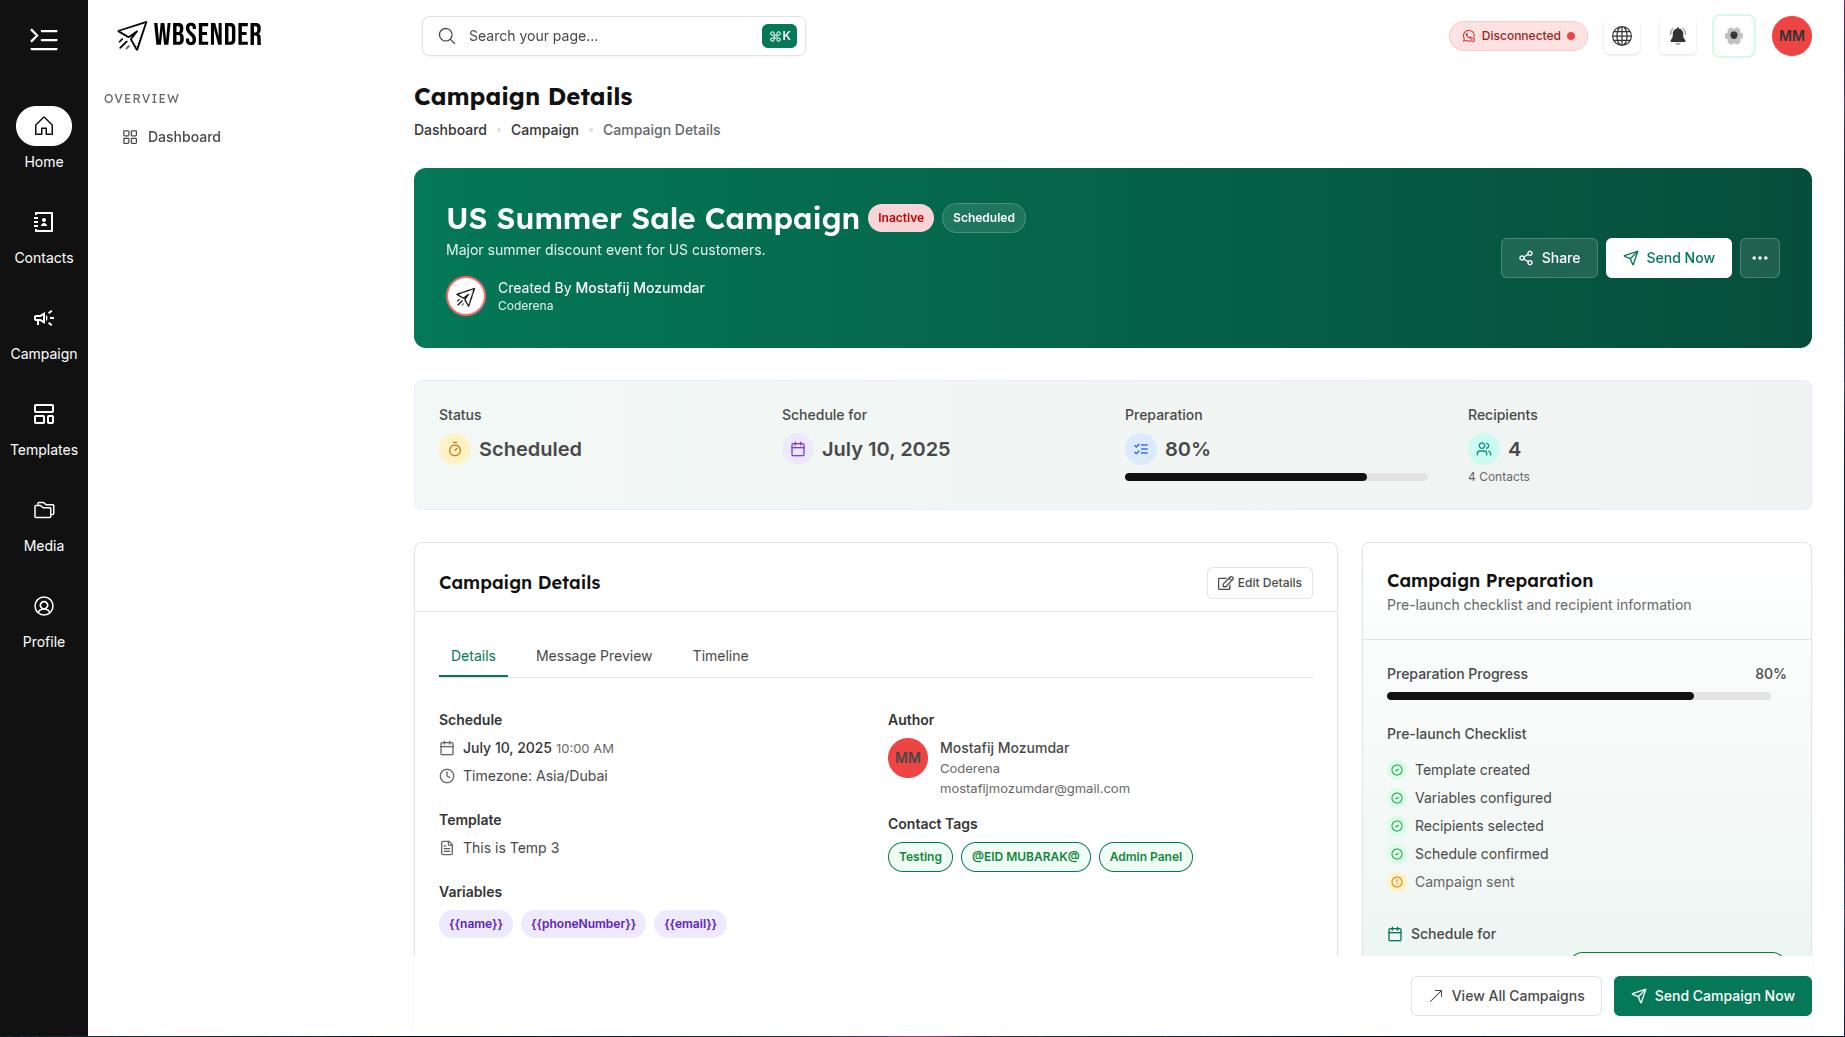 WBSENDER
Search your page...
⌘K
Disconnected
MM
Home
Contacts
Campaign
Templates
Media
Profile
OVERVIEW
Dashboard
Campaign Details
Dashboard • Campaign • Campaign Details
US Summer Sale Campaign Inactive Scheduled
Major summer discount event for US customers.
Created By Mostafij Mozumdar
Coderena
Share
Send Now
Status
Scheduled
Schedule for
July 10, 2025
Preparation
80%
Recipients
4
4 Contacts
Campaign Details
Edit Details
Details Message Preview Timeline
Schedule
July 10, 2025 10:00 AM
Timezone: Asia/Dubai
Template
This is Temp 3
Variables
{{name}} {{phoneNumber}} {{email}}
Author
MM
Mostafij Mozumdar
Coderena
mostafijmozumdar@gmail.com
Contact Tags
Testing @EID MUBARAK@ Admin Panel
Campaign Preparation
Pre-launch checklist and recipient information
Preparation Progress 80%
Pre-launch Checklist
Template created
Variables configured
Recipients selected
Schedule confirmed
Campaign sent
Schedule for
View All Campaigns
Send Campaign Now